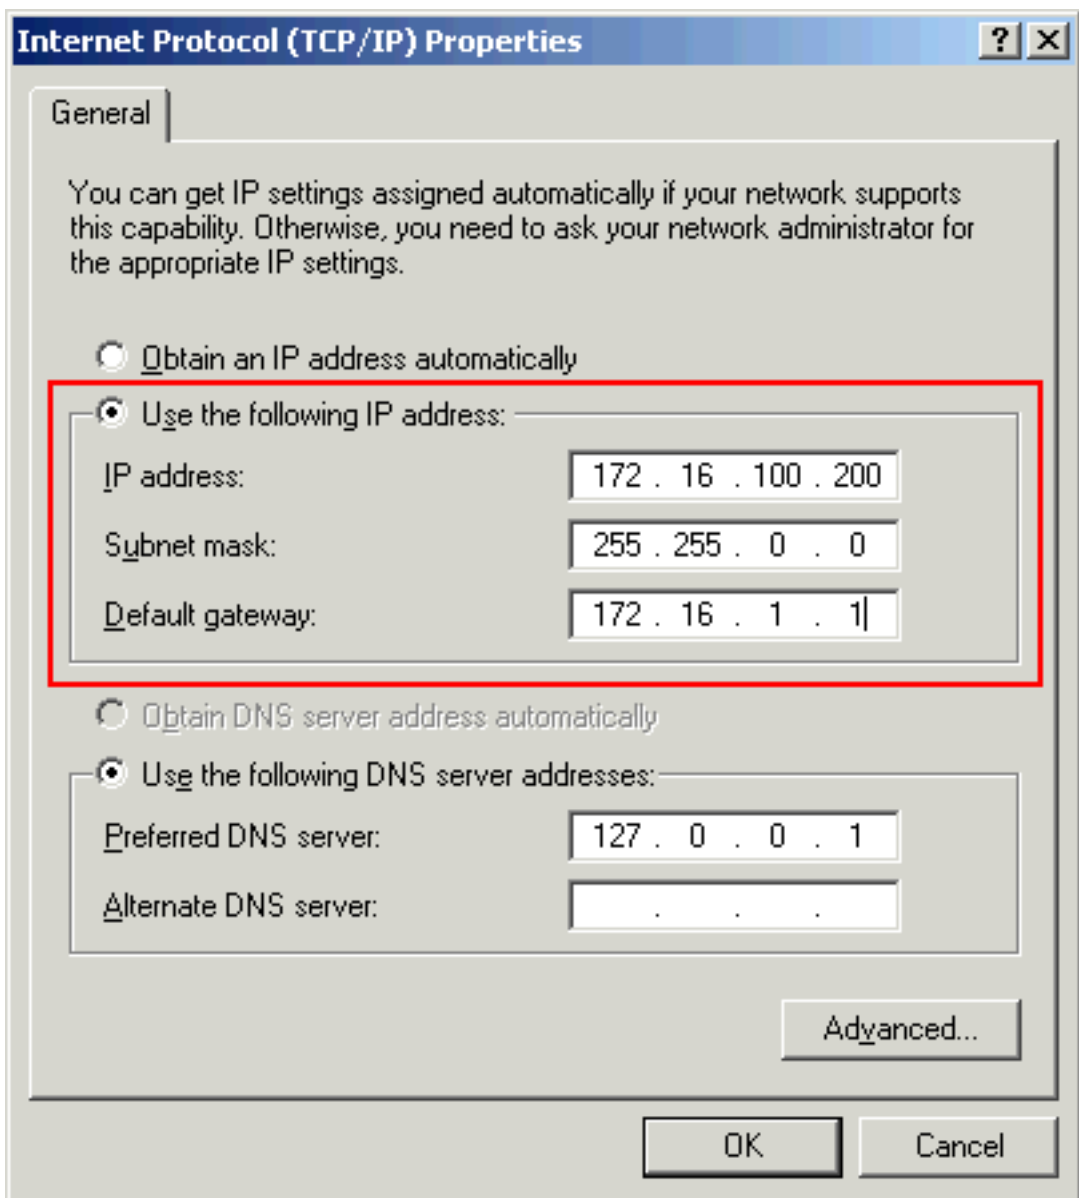 Internet Protocol (TCP/IP) Properties
General
You can get IP settings assigned automatically if your network supports
this capability. Otherwise, you need to ask your network administrator for
the appropriate IP settings.
Obtain an IP address automatically
Use the following IP address:
IP address: 172 . 16 . 100 . 200
Subnet mask: 255 . 255 . 0 . 0
Default gateway: 172 . 16 . 1 . 1
Obtain DNS server address automatically
Use the following DNS server addresses:
Preferred DNS server: 127 . 0 . 0 . 1
Alternate DNS server: . . .
Advanced...
OK Cancel